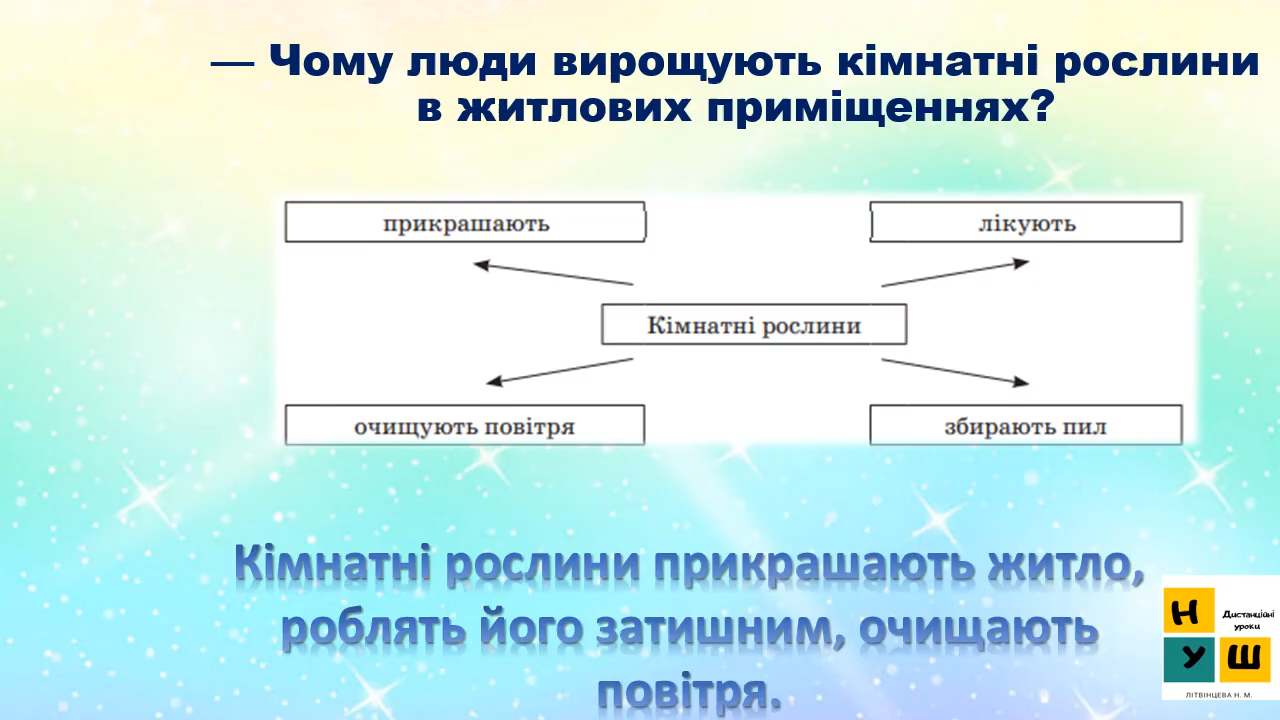 — Чому люди вирощують кімнатні рослини
в житлових приміщеннях?
прикрашають
лікують
Кімнатні рослини
очищують повітря
збирають пил
Кімнатні рослини прикрашають житло,
роблять його затишним, очищають
повітря.
Н
Дистанційні
уроки
У Ш
ЛІТВІНЦЕВА Н. М.